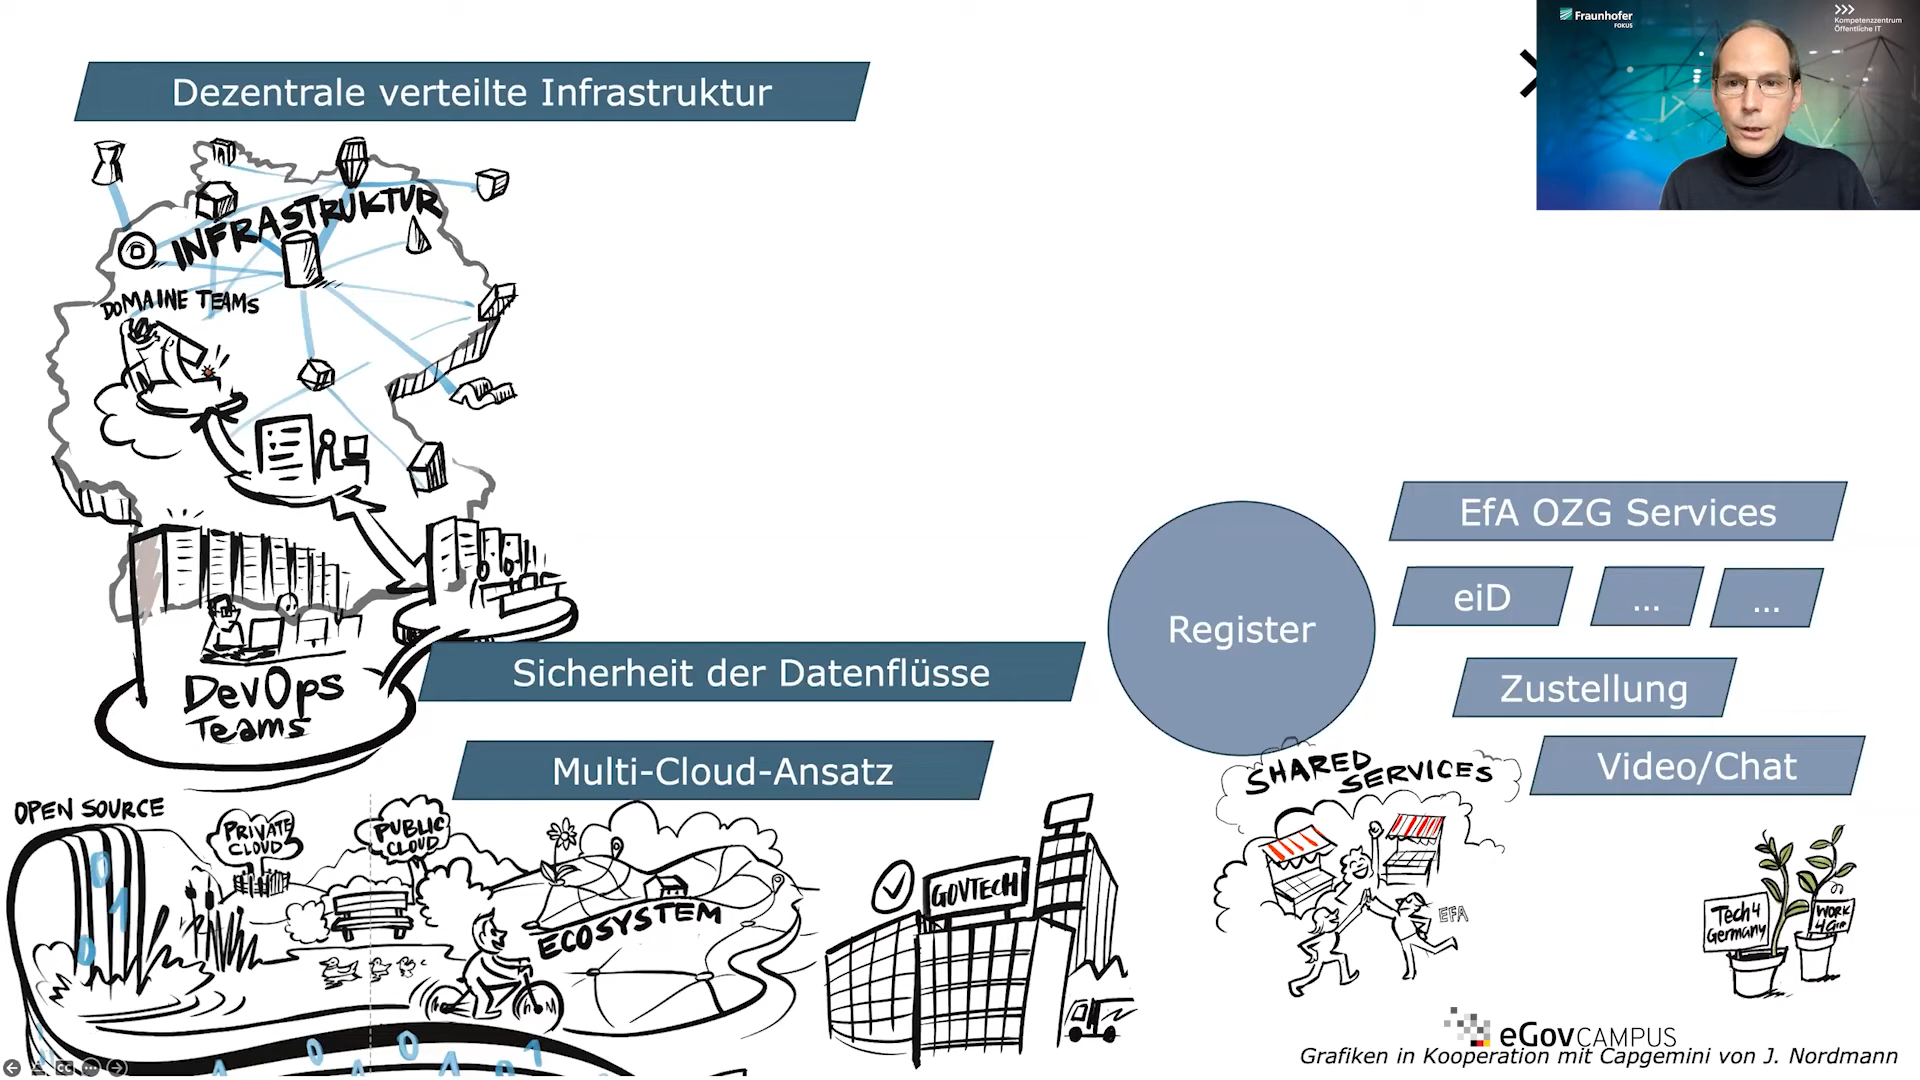 Fraunhofer
FOKUS
Kompetenzzentrum
Öffentliche IT
Dezentrale verteilte Infrastruktur
INFRASTRUKTUR
DOMAINE TEAMS
DevOps
Teams
Sicherheit der Datenflüsse
Multi-Cloud-Ansatz
Register
EfA OZG Services
eiD
...
...
Zustellung
Video/Chat
OPEN SOURCE
PRIVATE
CLOUD
PUBLIC
CLOUD
ECOSYSTEM
GOVTECH
SHARED
SERVICES
EFA
Tech4
Germany
WORK
eGovCAMPUS
Grafiken in Kooperation mit Capgemini von J. Nordmann